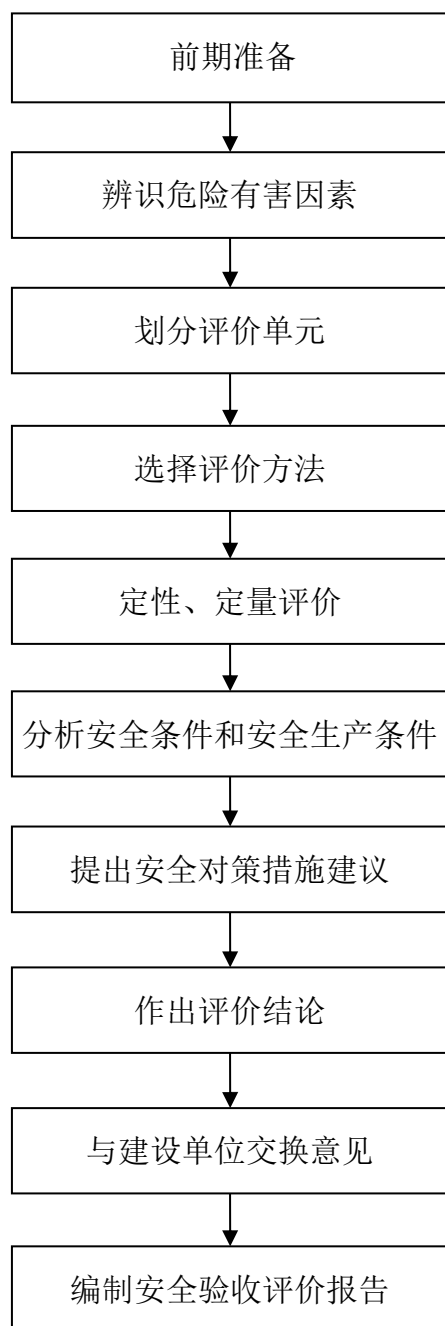 前期准备
辨识危险有害因素
划分评价单元
选择评价方法
定性、定量评价
分析安全条件和安全生产条件
提出安全对策措施建议
作出评价结论
与建设单位交换意见
编制安全验收评价报告